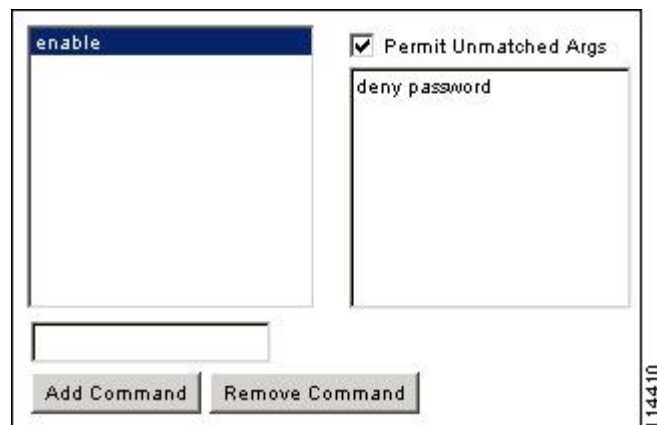 enable
Permit Unmatched Args
deny password
Add Command
Remove Command
114410